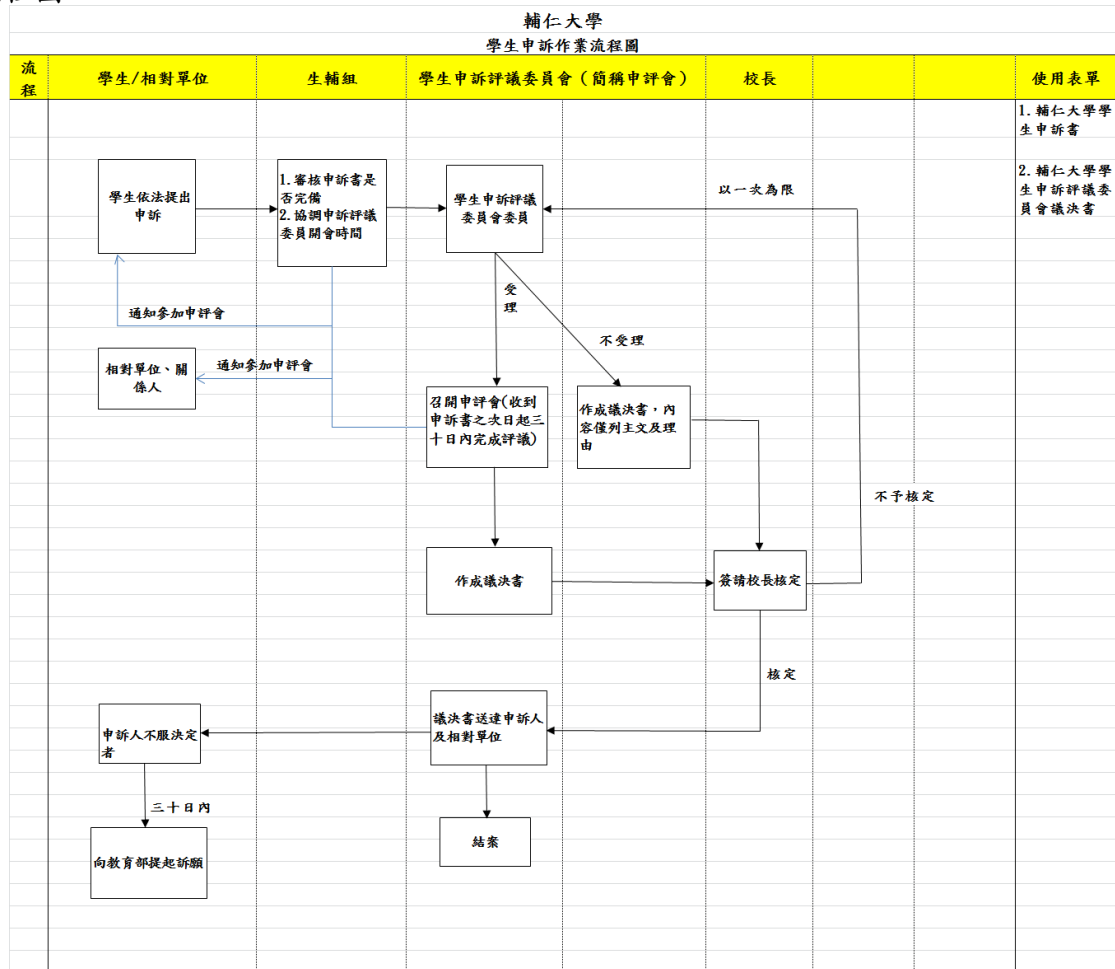 輔仁大學
學生申訴作業流程圖
流
程
學生/相對單位
生輔組
學生申訴評議委員會（簡稱申評會）
校長
使用表單
1. 輔仁大學學
生申訴書
2. 輔仁大學學
生申訴評議委
員會議決書
學生依法提出
申訴
1. 審核申訴書是
否完備
2. 協調申訴評議
委員開會時間
學生申訴評議
委員會委員
以一次為限
受
理
不受理
通知參加申評會
相對單位、關
係人
通知參加申評會
召開申評會(收到
申訴書之次日起三
十日內完成評議)
作成議決書，內
容僅列主文及理
由
不予核定
作成議決書
簽請校長核定
核定
議決書送達申訴人
及相對單位
申訴人不服決定
者
三十日內
向教育部提起訴願
結案